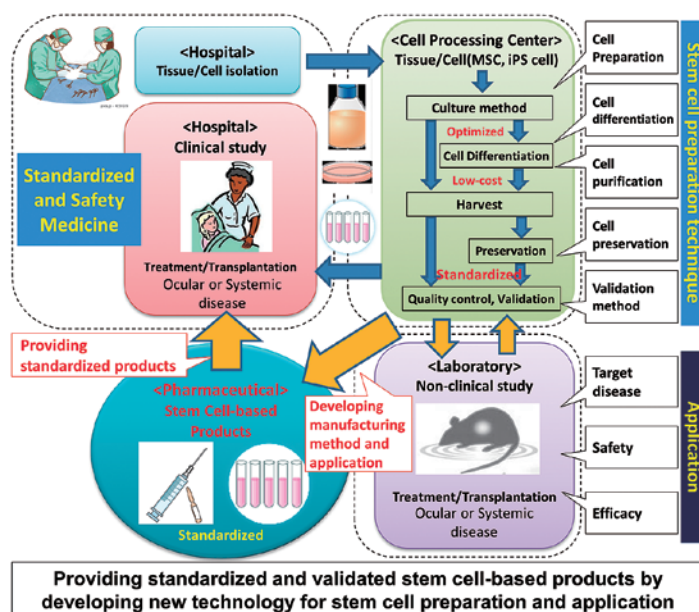 <Hospital>
Tissue/Cell isolation
<Cell Processing Center>
Tissue/Cell(MSC, iPS cell)
Culture method
Optimized
Cell Differentiation
Low-cost
Harvest
Preservation
Standardized
Quality control, Validation
Cell
Preparation
Cell
differentiation
Cell
purification
Cell
preservation
Validation
method
Stem cell preparation technique
Standardized
and Safety
Medicine
<Hospital>
Clinical study
Treatment/Transplantation
Ocular or Systemic
disease
Providing
standardized products
<Pharmaceutical>
Stem Cell-based
Products
Standardized
Developing
manufacturing
method and
application
<Laboratory>
Non-clinical study
Treatment/Transplantation
Ocular or Systemic
disease
Target
disease
Safety
Efficacy
Application
Providing standardized and validated stem cell-based products by
developing new technology for stem cell preparation and application